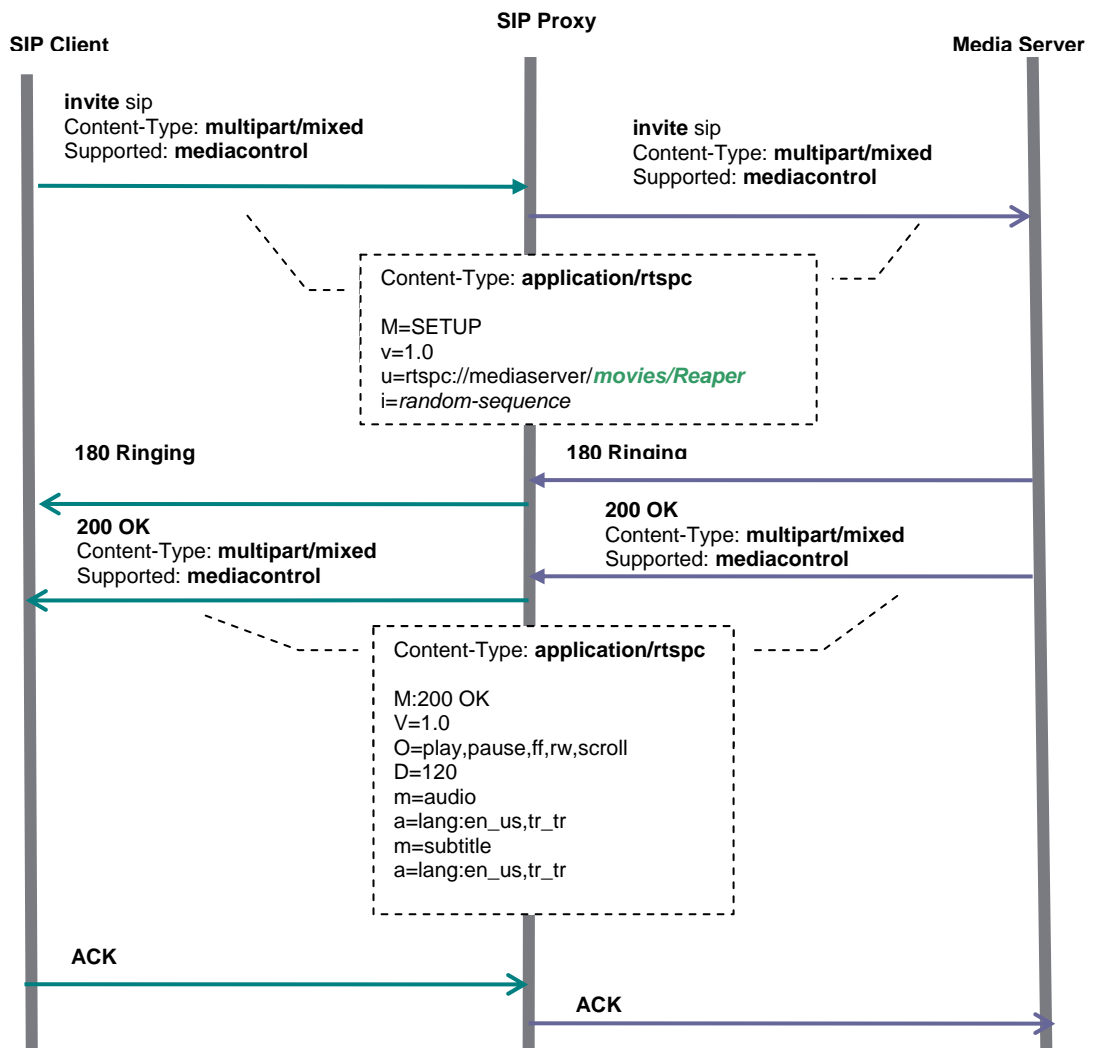 SIP Proxy
SIP Client
Media Server
invite sip
Content-Type: multipart/mixed
Supported: mediacontrol
invite sip
Content-Type: multipart/mixed
Supported: mediacontrol
Content-Type: application/rtspc
M=SETUP
v=1.0
u=rtspc://mediaserver/movies/Reaper
i=random-sequence
180 Ringing
180 Ringing
200 OK
Content-Type: multipart/mixed
Supported: mediacontrol
200 OK
Content-Type: multipart/mixed
Supported: mediacontrol
Content-Type: application/rtspc
M:200 OK
V=1.0
O=play,pause,ff,rw,scroll
D=120
m=audio
a=lang:en_us,tr_tr
m=subtitle
a=lang:en_us,tr_tr
ACK
ACK